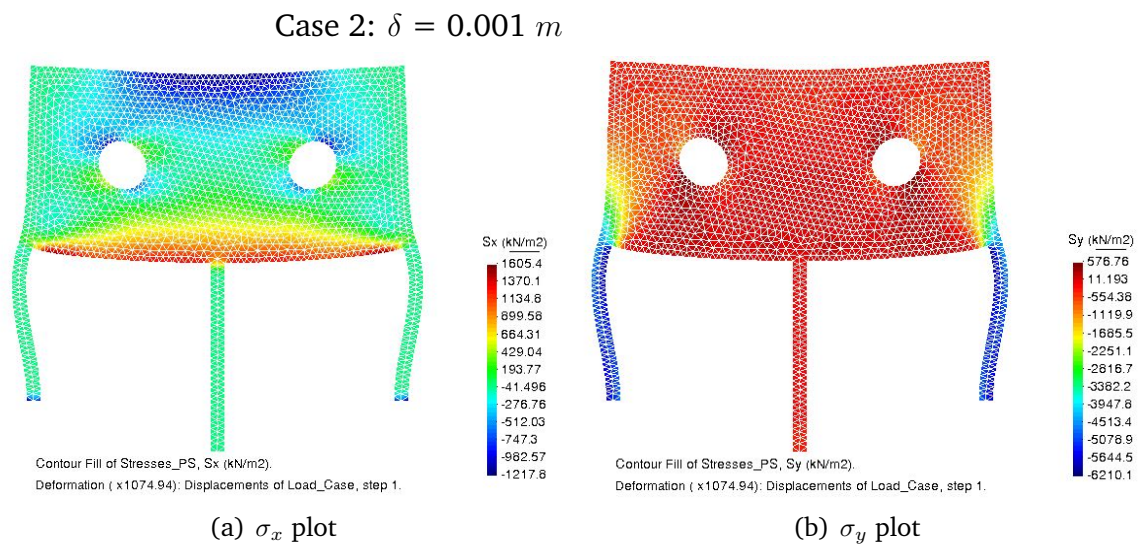 Case 2: δ = 0.001 m
Sx (kN/m2)
1605.4
1370.1
1134.8
899.58
664.31
429.04
193.77
-41.496
-276.76
-512.03
-747.3
-982.57
-1217.8
Contour Fill of Stresses_PS, Sx (kN/m2).
Deformation ( x1074.94): Displacements of Load_Case, step 1.
(a) σx plot
Sy (kN/m2)
576.76
11.193
-554.38
-1119.9
-1685.5
-2251.1
-2816.7
-3382.2
-3947.8
-4513.4
-5078.9
-5644.5
-6210.1
Contour Fill of Stresses_PS, Sy (kN/m2).
Deformation ( x1074.94): Displacements of Load_Case, step 1.
(b) σy plot